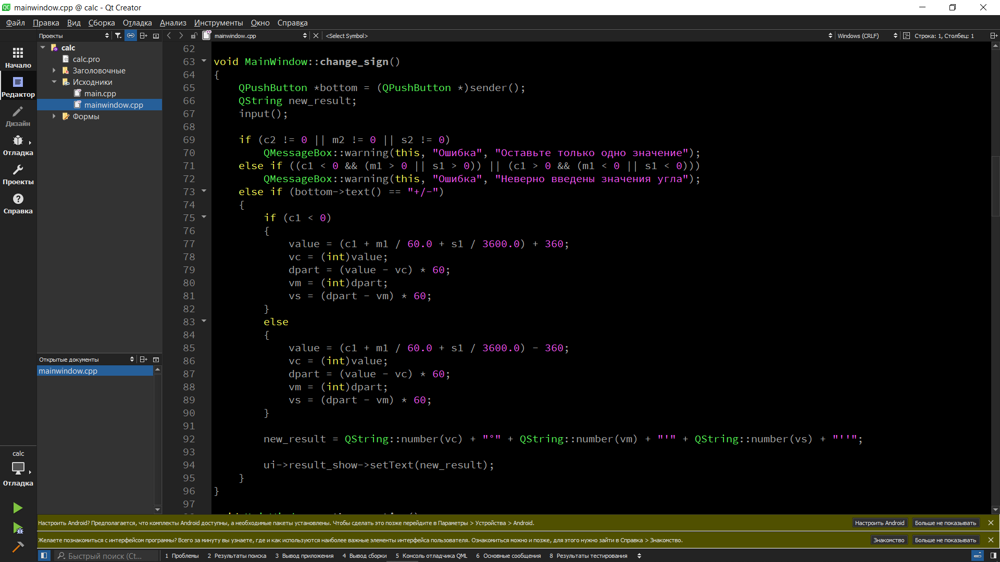 mainwindow.cpp @ calc - Qt Creator
Файл Правка Вид Сборка Отладка Анализ Инструменты Окно Справка
Проекты
mainwindow.cpp
<Select Symbol>
Windows (CRLF)
Строка: 1, Столбец: 1
Начало
Редактор
Дизайн
Отладка
Проекты
Справка
calc
calc.pro
Заголовочные
Исходники
main.cpp
mainwindow.cpp
Формы
Открытые документы
mainwindow.cpp
62
63 void MainWindow::change_sign()
64 {
65     QPushButton *bottom = (QPushButton *)sender();
66     QString new_result;
67     input();
68
69     if (c2 != 0 || m2 != 0 || s2 != 0)
70         QMessageBox::warning(this, "Ошибка", "Оставьте только одно значение");
71     else if ((c1 < 0 && (m1 > 0 || s1 > 0)) || (c1 > 0 && (m1 < 0 || s1 < 0)))
72         QMessageBox::warning(this, "Ошибка", "Неверно введены значения угла");
73     else if (bottom->text() == "+/-")
74     {
75         if (c1 < 0)
76         {
77             value = (c1 + m1 / 60.0 + s1 / 3600.0) + 360;
78             vc = (int)value;
79             dpart = (value - vc) * 60;
80             vm = (int)dpart;
81             vs = (dpart - vm) * 60;
82         }
83         else
84         {
85             value = (c1 + m1 / 60.0 + s1 / 3600.0) - 360;
86             vc = (int)value;
87             dpart = (value - vc) * 60;
88             vm = (int)dpart;
89             vs = (dpart - vm) * 60;
90         }
91
92         new_result = QString::number(vc) + "°" + QString::number(vm) + "'" + QString::number(vs) + "''";
93
94         ui->result_show->setText(new_result);
95     }
96 }
97
calc
Отладка
Настроить Android? Предполагается, что комплекты Android доступны, а необходимые пакеты установлены. Чтобы сделать это позже перейдите в Параметры > Устройства > Android.
Настроить Android
Больше не показывать
Желаете познакомиться с интерфейсом программы? Всего за минуту вы узнаете, где и как используются наиболее важные элементы интерфейса пользователя. Ознакомиться можно и позже, для этого нужно зайти в Справка > Знакомство.
Знакомство
Больше не показывать
Быстрый поиск (Ct...
1 Проблемы 2 Результаты поиска 3 Вывод приложения 4 Вывод сборки 5 Консоль отладчика QML 6 Основные сообщения 8 Результаты тестирования